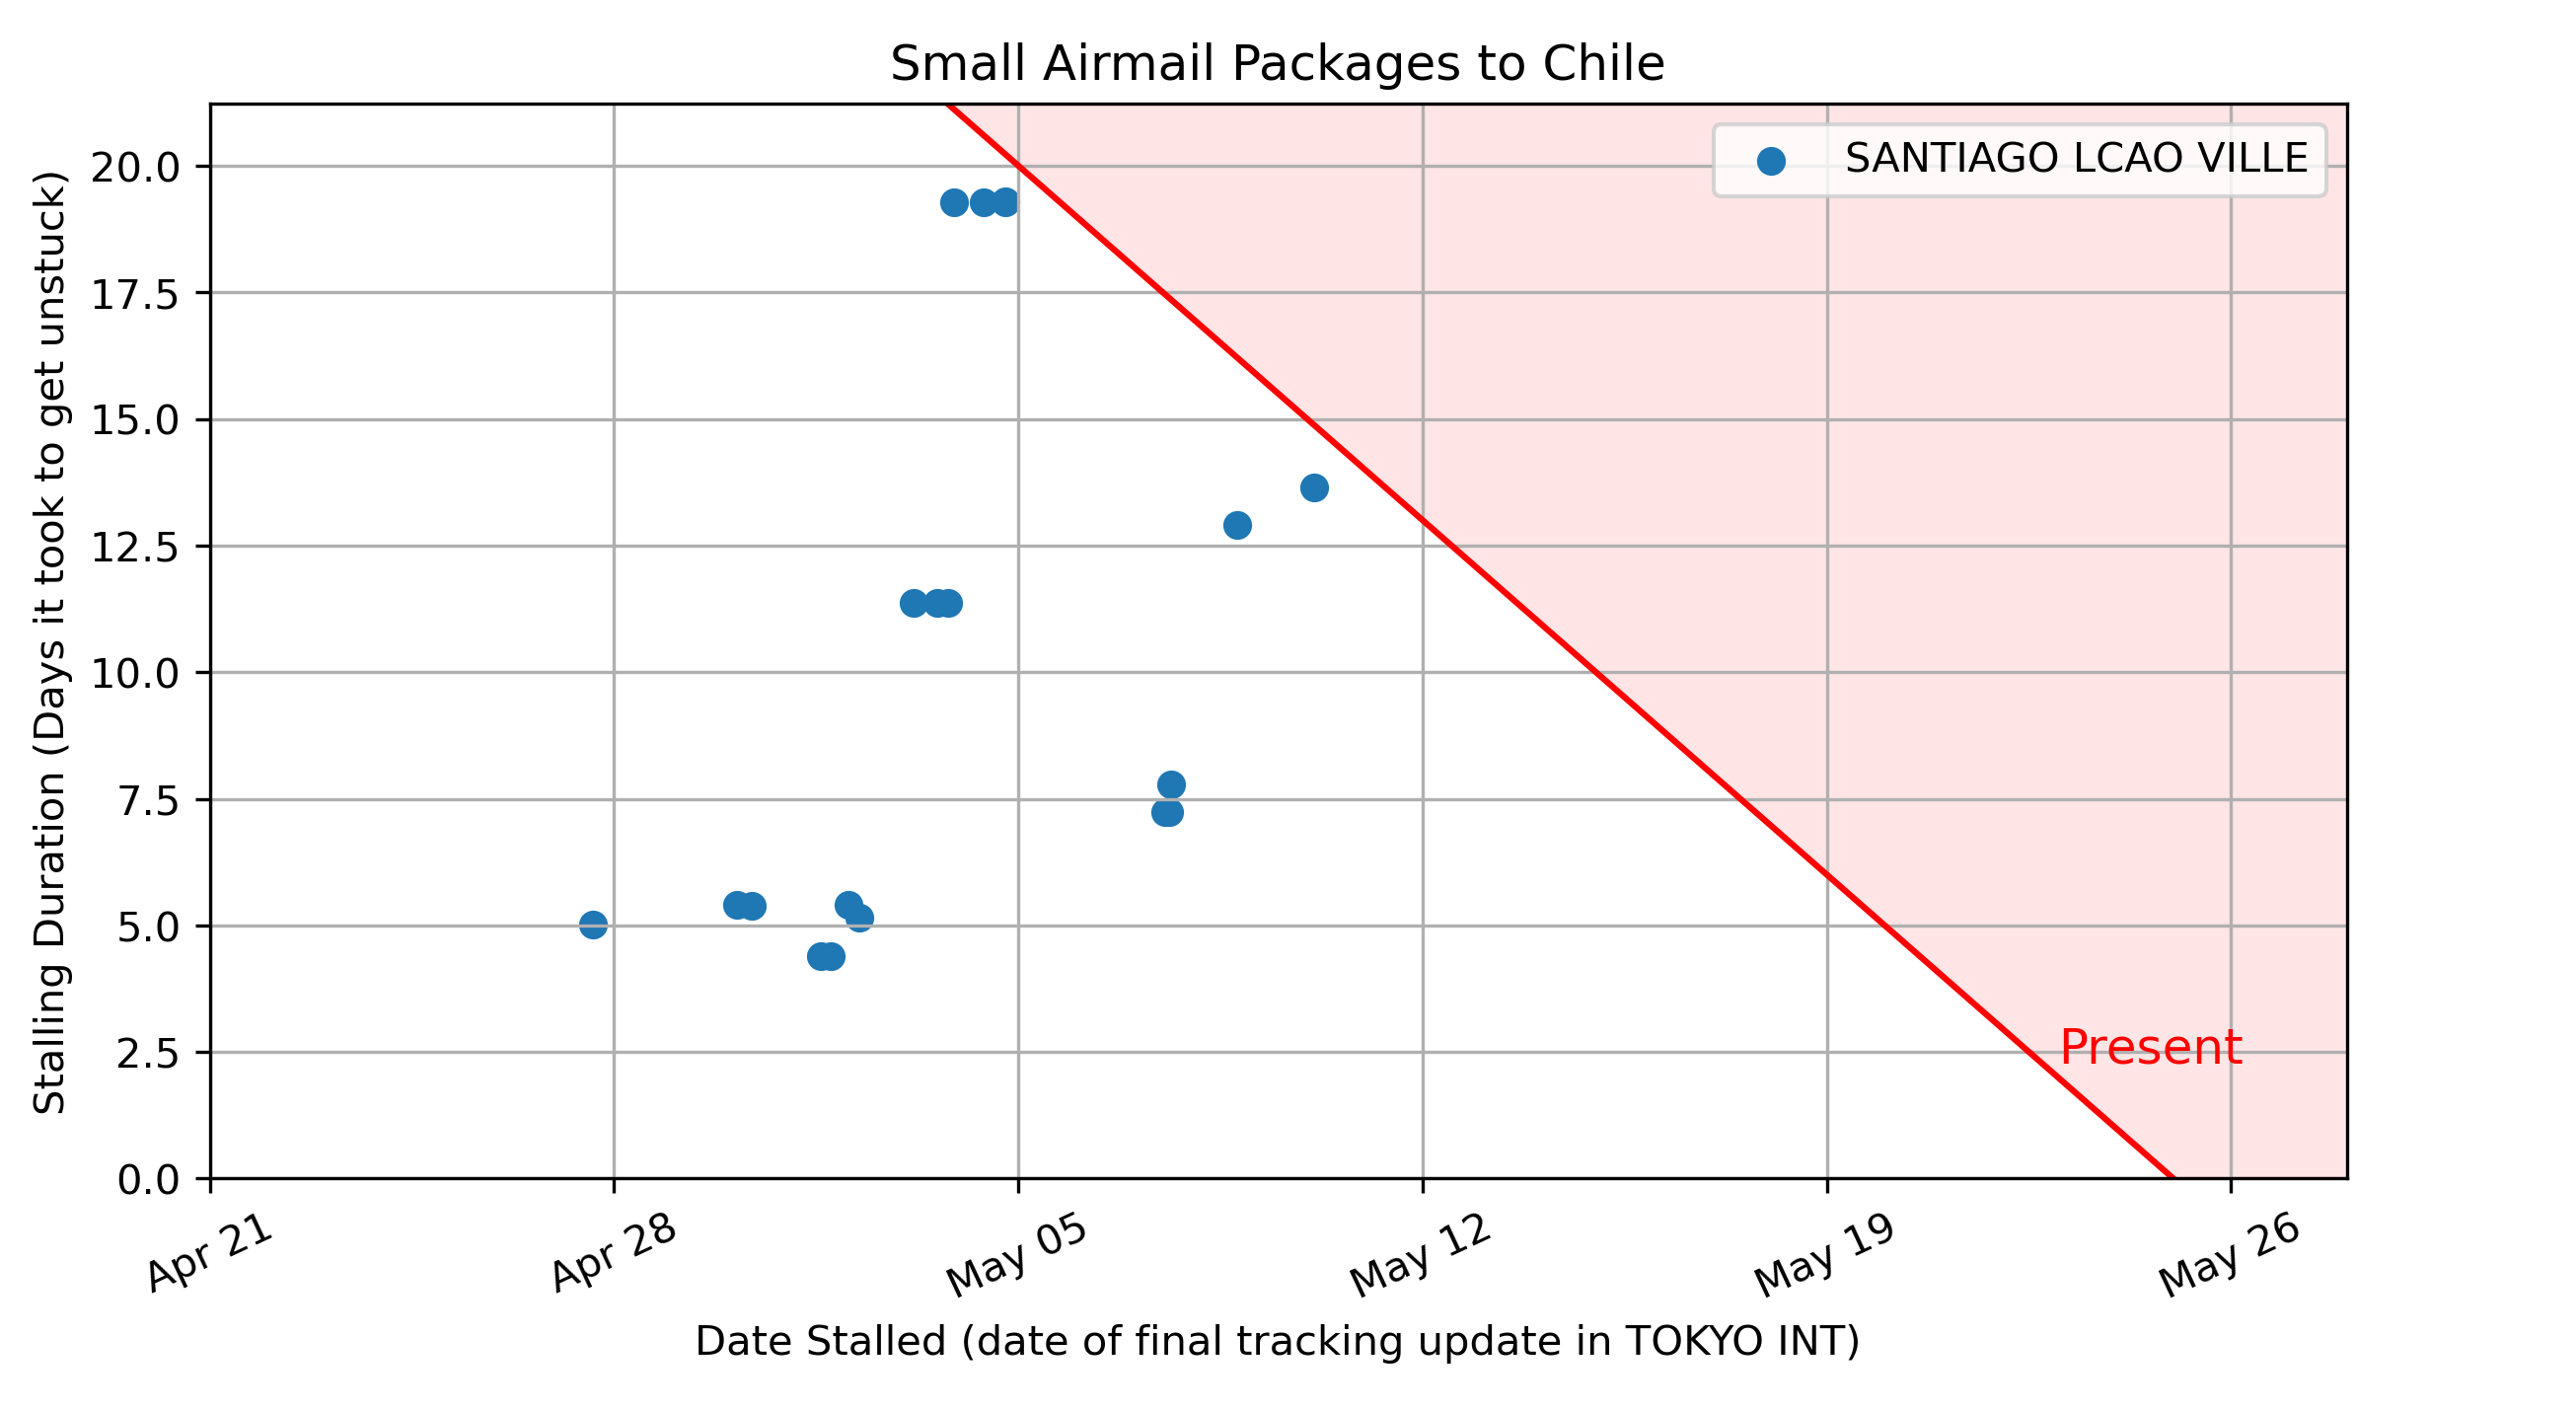 Small Airmail Packages to Chile
SANTIAGO LCAO VILLE
Stalling Duration (Days it took to get unstuck)
20.0
17.5
15.0
12.5
10.0
7.5
5.0
2.5
0.0
Present
Apr 21
Apr 28
May 05
May 12
May 19
May 26
Date Stalled (date of final tracking update in TOKYO INT)